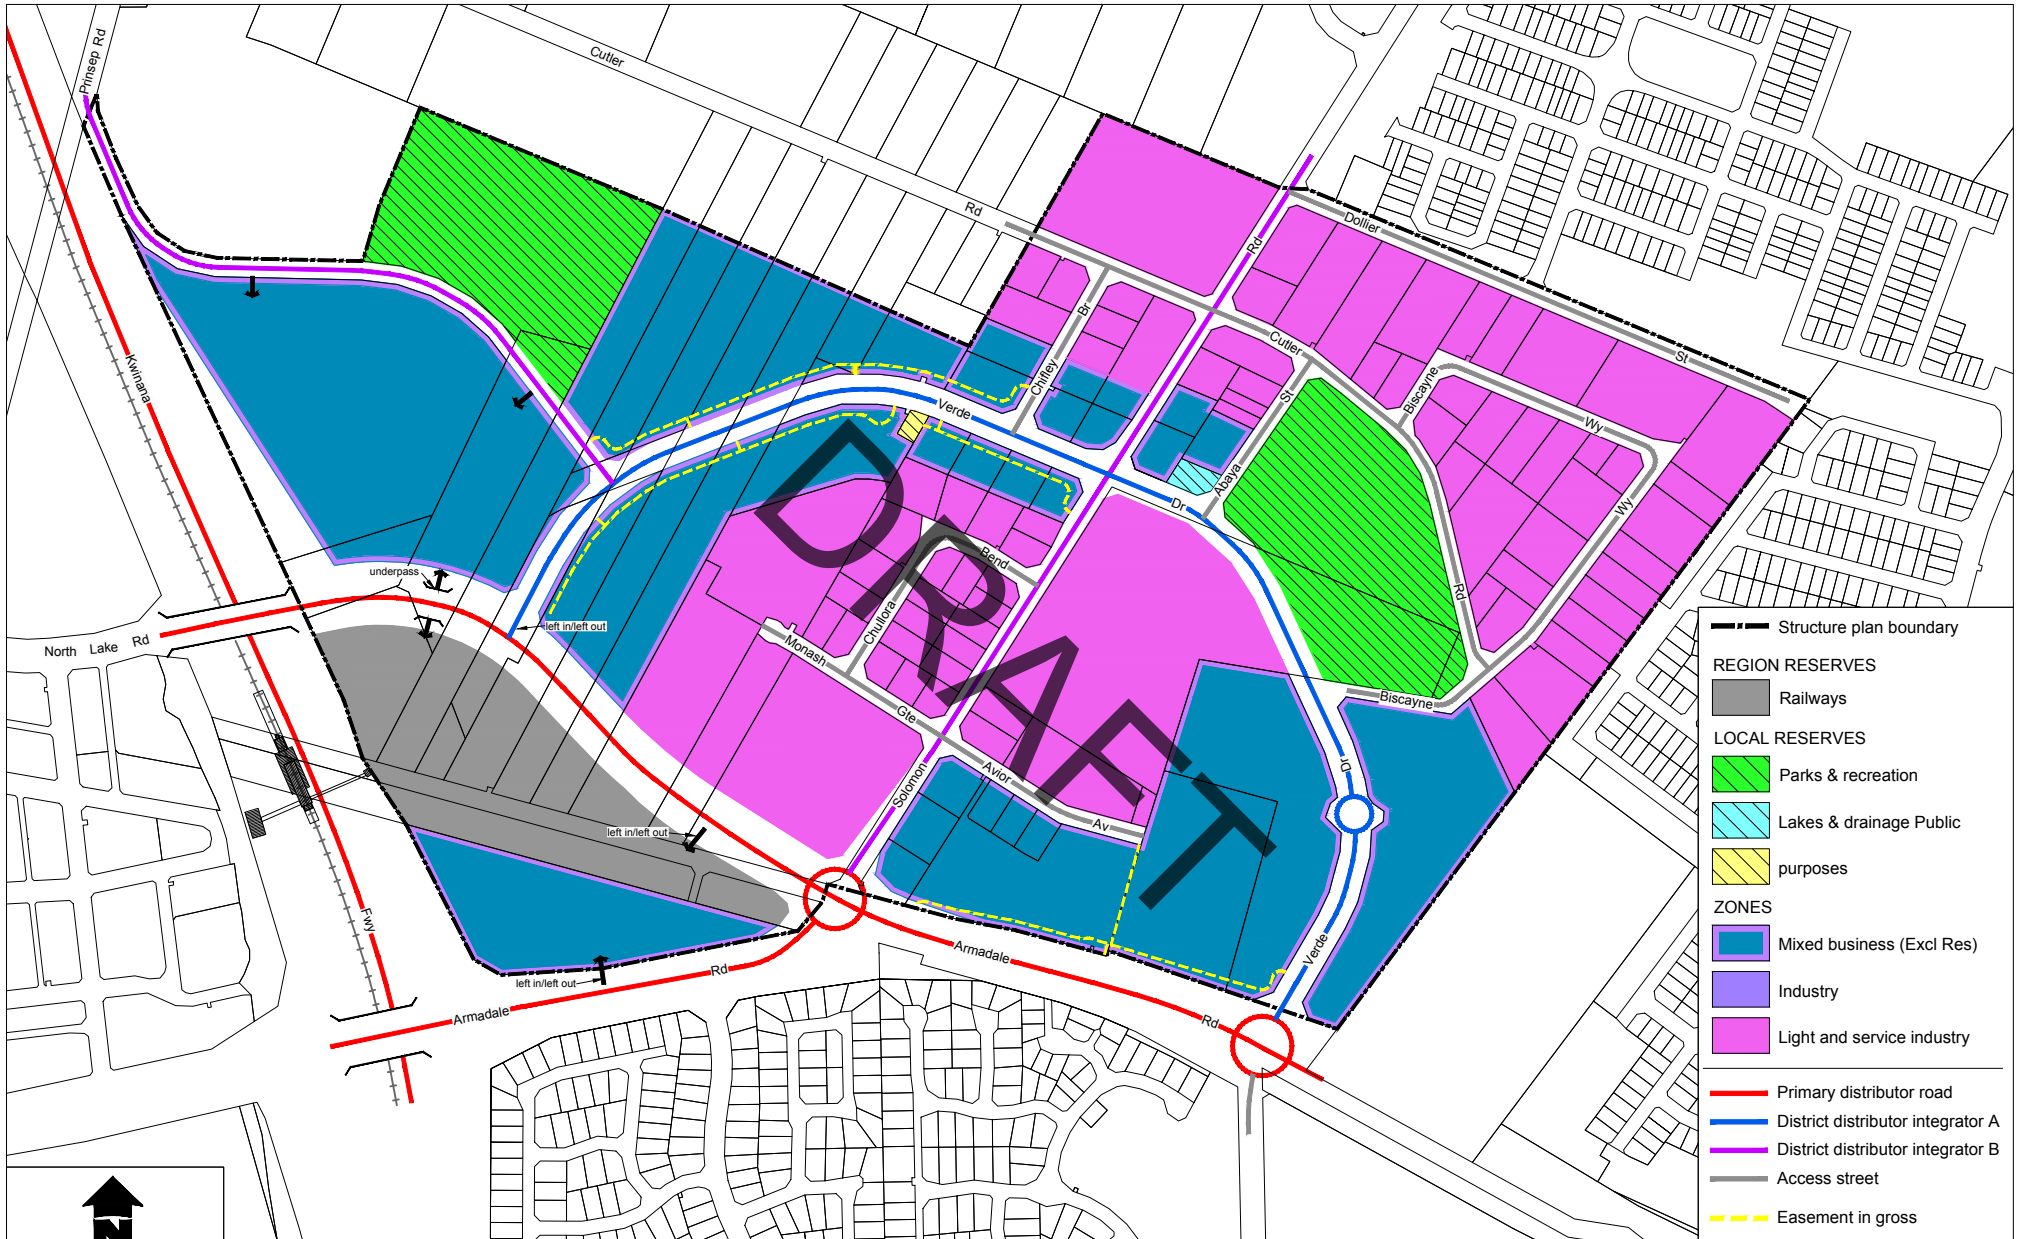 Prinsep Rd
Cutler
Rd
Rd
Dollier
St
Kwinana
Chifley
Br
Cutler
St
Biscayne
Wy
Verde
Abaya
Dr
Wy
Bend
underpass
Chullora
Rd
left in/left out
North Lake Rd
Monash
Gte
Biscayne
Solomon
Avior
Av
Dr
left in/left out
Fwy
Armadale
Verde
Rd
left in/left out
Armadale
Rd
DRAFT
N
Structure plan boundary
REGION RESERVES
Railways
LOCAL RESERVES
Parks & recreation
Lakes & drainage Public
purposes
ZONES
Mixed business (Excl Res)
Industry
Light and service industry
Primary distributor road
District distributor integrator A
District distributor integrator B
Access street
Easement in gross